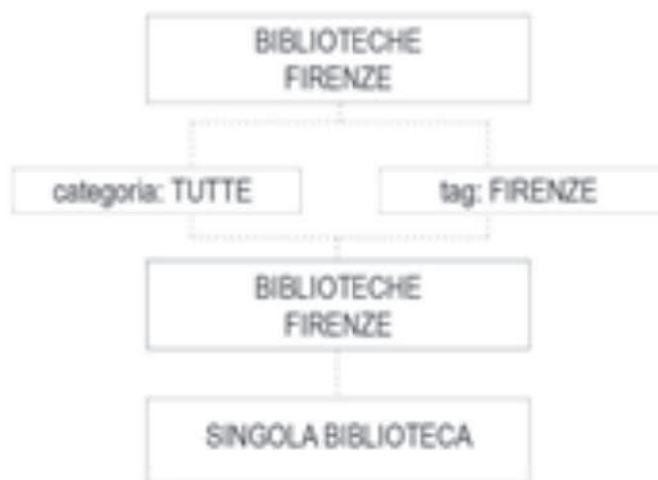 BIBLIOTECHE
FIRENZE
categoria: TUTTE
tag: FIRENZE
BIBLIOTECHE
FIRENZE
SINGOLA BIBLIOTECA